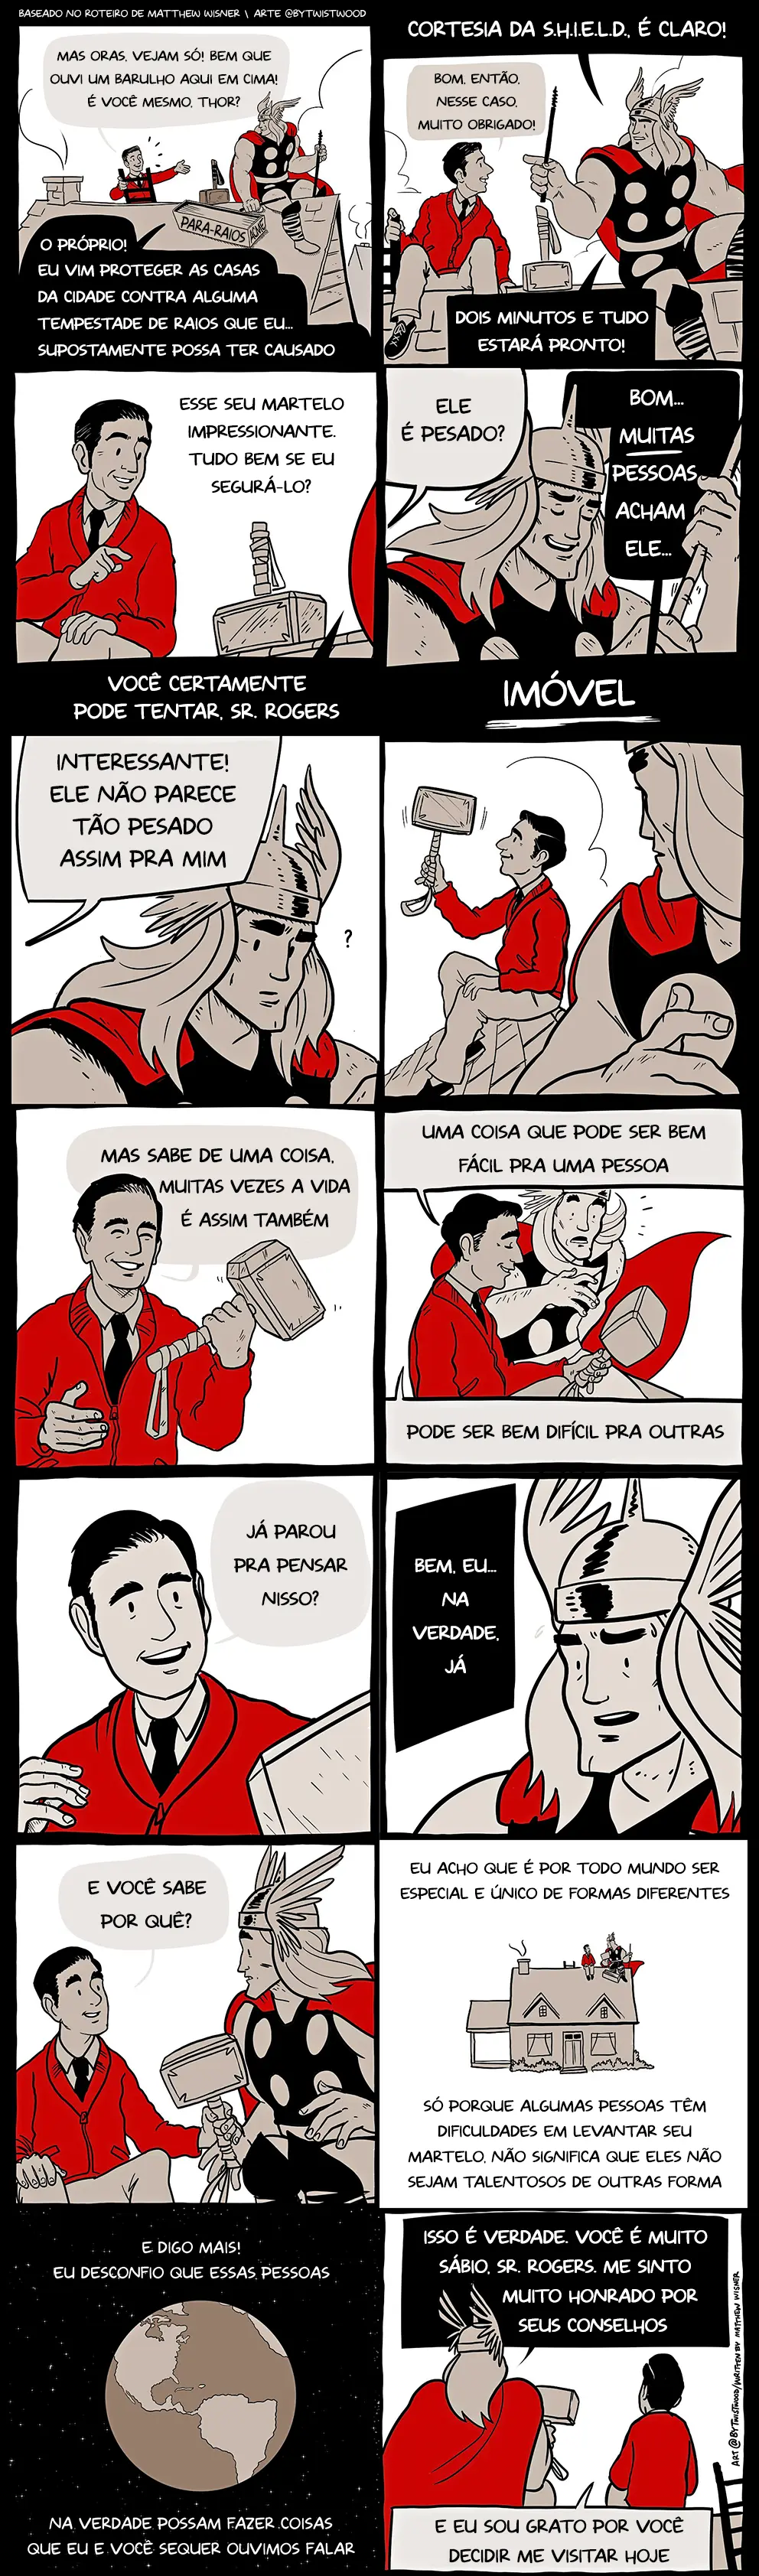 BASEADO NO ROTEIRO DE MATTHEW WISNER \ ARTE @BYTWISTWOOD
MAS ORAS, VEJAM SÓ! BEM QUE
OUVI UM BARULHO AQUI EM CIMA!
É VOCÊ MESMO, THOR?
PARA-RAIOS
ACME
O PRÓPRIO!
EU VIM PROTEGER AS CASAS
DA CIDADE CONTRA ALGUMA
TEMPESTADE DE RAIOS QUE EU...
SUPOSTAMENTE POSSA TER CAUSADO
CORTESIA DA S.H.I.E.L.D., É CLARO!
BOM, ENTÃO,
NESSE CASO,
MUITO OBRIGADO!
DOIS MINUTOS E TUDO
ESTARÁ PRONTO!
ESSE SEU MARTELO
IMPRESSIONANTE.
TUDO BEM SE EU
SEGURÁ-LO?
VOCÊ CERTAMENTE
PODE TENTAR, SR. ROGERS
ELE
É PESADO?
BOM...
MUITAS
PESSOAS
ACHAM
ELE...
IMÓVEL
INTERESSANTE!
ELE NÃO PARECE
TÃO PESADO
ASSIM PRA MIM
?
MAS SABE DE UMA COISA,
MUITAS VEZES A VIDA
É ASSIM TAMBÉM
UMA COISA QUE PODE SER BEM
FÁCIL PRA UMA PESSOA
PODE SER BEM DIFÍCIL PRA OUTRAS
JÁ PAROU
PRA PENSAR
NISSO?
BEM, EU...
NA
VERDADE,
JÁ
E VOCÊ SABE
POR QUÊ?
EU ACHO QUE É POR TODO MUNDO SER
ESPECIAL E ÚNICO DE FORMAS DIFERENTES
SÓ PORQUE ALGUMAS PESSOAS TÊM
DIFICULDADES EM LEVANTAR SEU
MARTELO, NÃO SIGNIFICA QUE ELES NÃO
SEJAM TALENTOSOS DE OUTRAS FORMA
E DIGO MAIS!
EU DESCONFIO QUE ESSAS PESSOAS
NA VERDADE POSSAM FAZER COISAS
QUE EU E VOCÊ SEQUER OUVIMOS FALAR
ISSO É VERDADE. VOCÊ É MUITO
SÁBIO, SR. ROGERS. ME SINTO
MUITO HONRADO POR
SEUS CONSELHOS
E EU SOU GRATO POR VOCÊ
DECIDIR ME VISITAR HOJE
ART @BYTWISTWOOD/WRITTEN BY MATTHEW WISNER